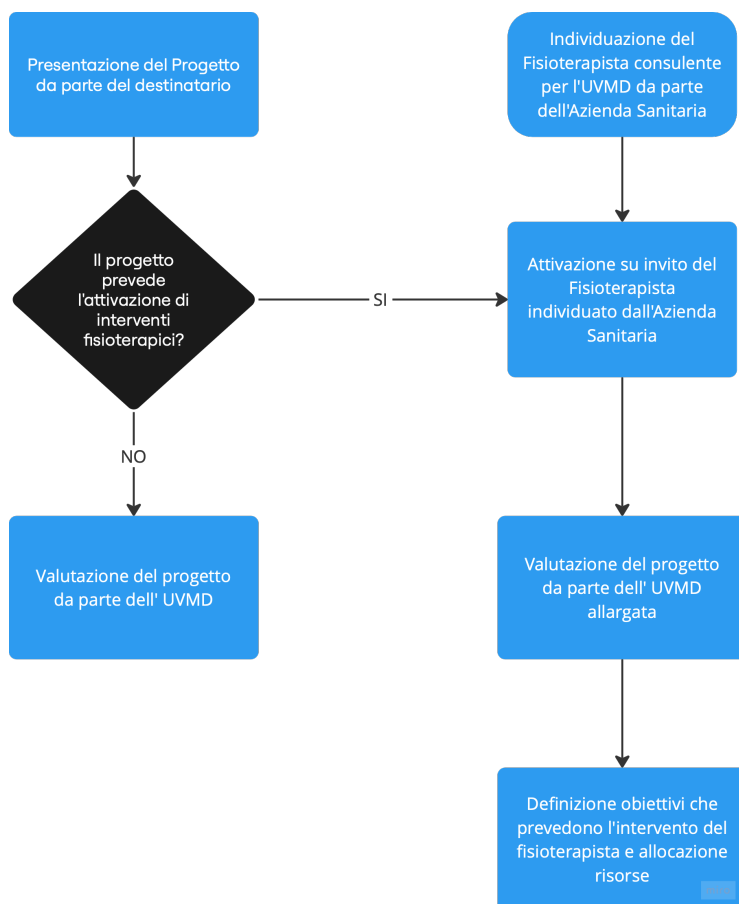 Presentazione del Progetto
da parte del destinatario
Individuazione del
Fisioterapista consulente
per l'UVMD da parte
dell'Azienda Sanitaria
Il progetto
prevede
l'attivazione di
interventi
fisioterapici?
SI
Attivazione su invito del
Fisioterapista
individuato dall'Azienda
Sanitaria
NO
Valutazione del progetto
da parte dell' UVMD
Valutazione del progetto
da parte dell' UVMD
allargata
Definizione obiettivi che
prevedono l'intervento del
fisioterapista e allocazione
risorse